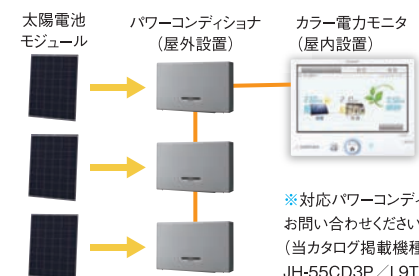 太陽電池
モジュール
パワーコンディショナ
（屋外設置）
カラー電力モニタ
（屋内設置）
※対応パワーコンディ
お問い合わせください
（当カタログ掲載機種
JH-55CD3P／L9T